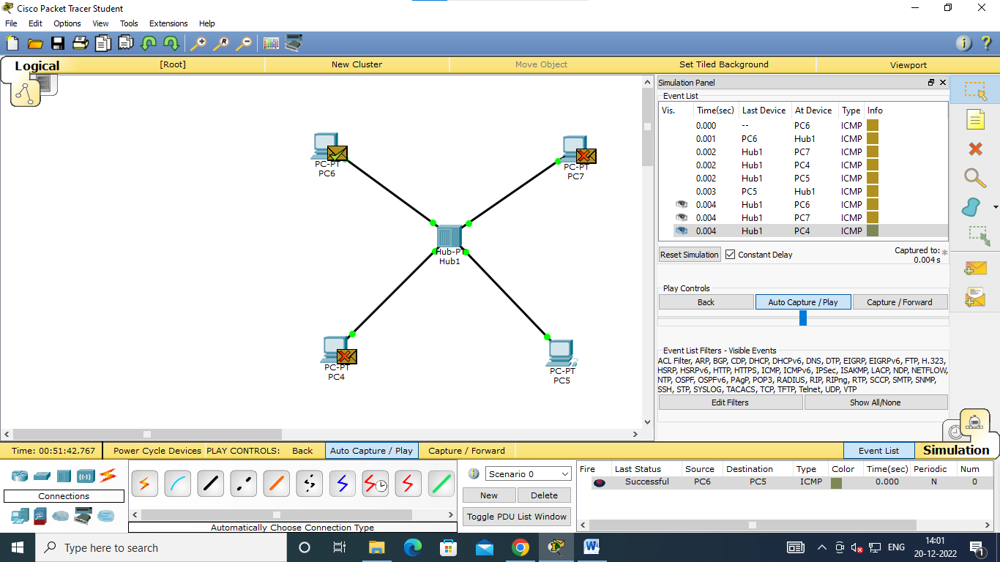 Cisco Packet Tracer Student
File Edit Options View Tools Extensions Help
Logical [Root] New Cluster Move Object Set Tiled Background Viewport
Simulation Panel
Event List
Vis. Time(sec) Last Device At Device Type Info
0.000 -- PC6 ICMP
0.001 PC6 Hub1 ICMP
0.002 Hub1 PC7 ICMP
0.002 Hub1 PC4 ICMP
0.002 Hub1 PC5 ICMP
0.003 PC5 Hub1 ICMP
0.004 Hub1 PC6 ICMP
0.004 Hub1 PC7 ICMP
0.004 Hub1 PC4 ICMP
Reset Simulation Constant Delay Captured to:
0.004 s
Play Controls
Back Auto Capture / Play Capture / Forward
Event List Filters - Visible Events
ACL Filter, ARP, BGP, CDP, DHCP, DHCPv6, DNS, DTP, EIGRP, EIGRPv6, FTP, H.323,
HSRP, HSRPv6, HTTP, HTTPS, ICMP, ICMPv6, IPSec, ISAKMP, LACP, NDP, NETFLOW,
NTP, OSPF, OSPFv6, PAgP, POP3, RADIUS, RIP, RIPng, RTP, SCCP, SMTP, SNMP,
SSH, STP, SYSLOG, TACACS, TCP, TFTP, Telnet, UDP, VTP
Edit Filters Show All/None
PC-PT
PC6
PC-PT
PC7
Hub-PT
Hub1
PC-PT
PC4
PC-PT
PC5
Time: 00:51:42.767 Power Cycle Devices PLAY CONTROLS: Back Auto Capture / Play Capture / Forward Event List Simulation
Connections
Automatically Choose Connection Type
Scenario 0
New Delete
Toggle PDU List Window
Fire Last Status Source Destination Type Color Time(sec) Periodic Num
Successful PC6 PC5 ICMP 0.000 N 0
Type here to search
ENG
14:01
20-12-2022
1